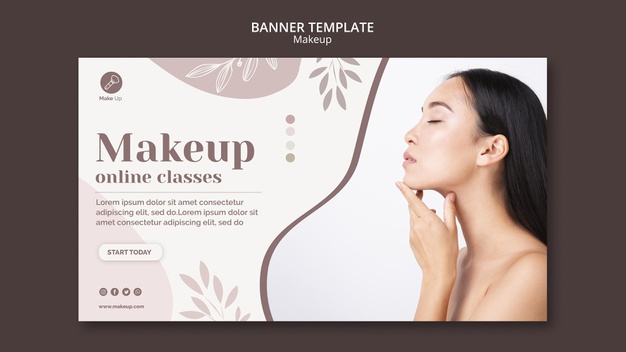 BANNER TEMPLATE
Makeup
Make Up
Makeup
online classes
Lorem ipsum dolor sit amet, consectetur
adipiscing elit, sed do.Lorem ipsum dolor sit
amet, consectetur adipiscing elit, sed do
START TODAY
www.makeup.com